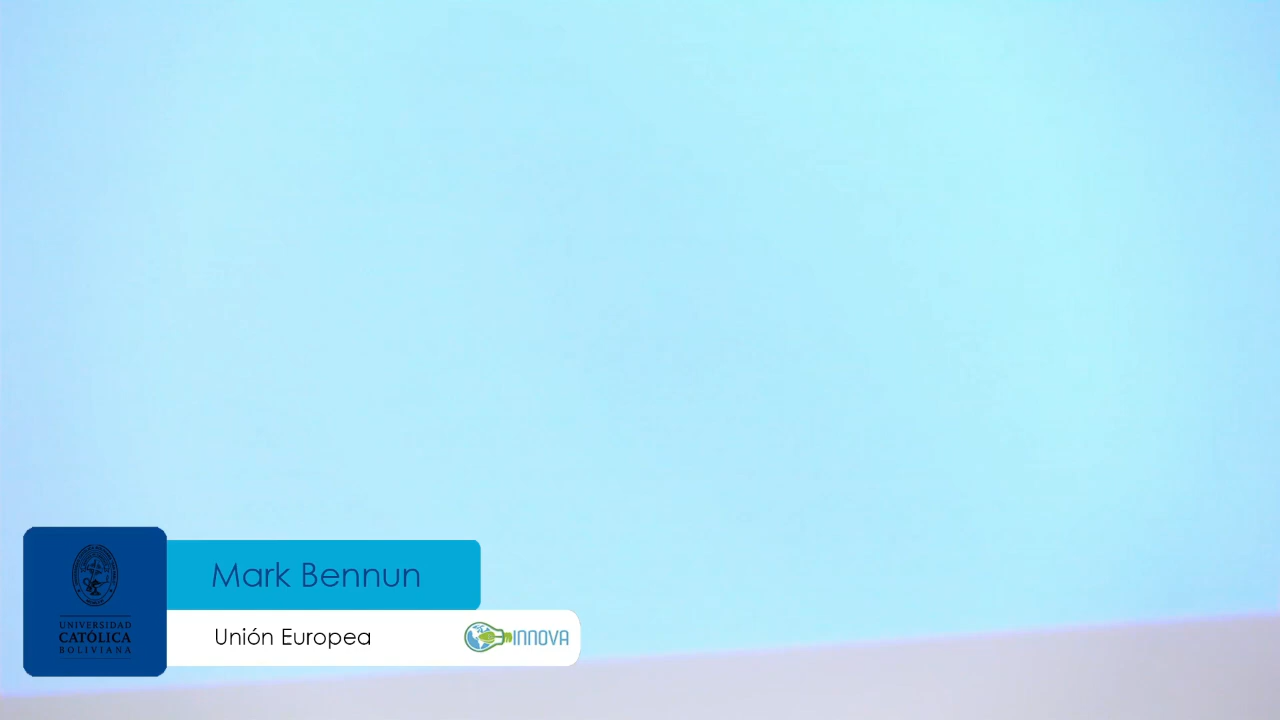 Mark Bennun
UNIVERSIDAD
CATÓLICA
BOLIVIANA
Unión Europea
INNOVA